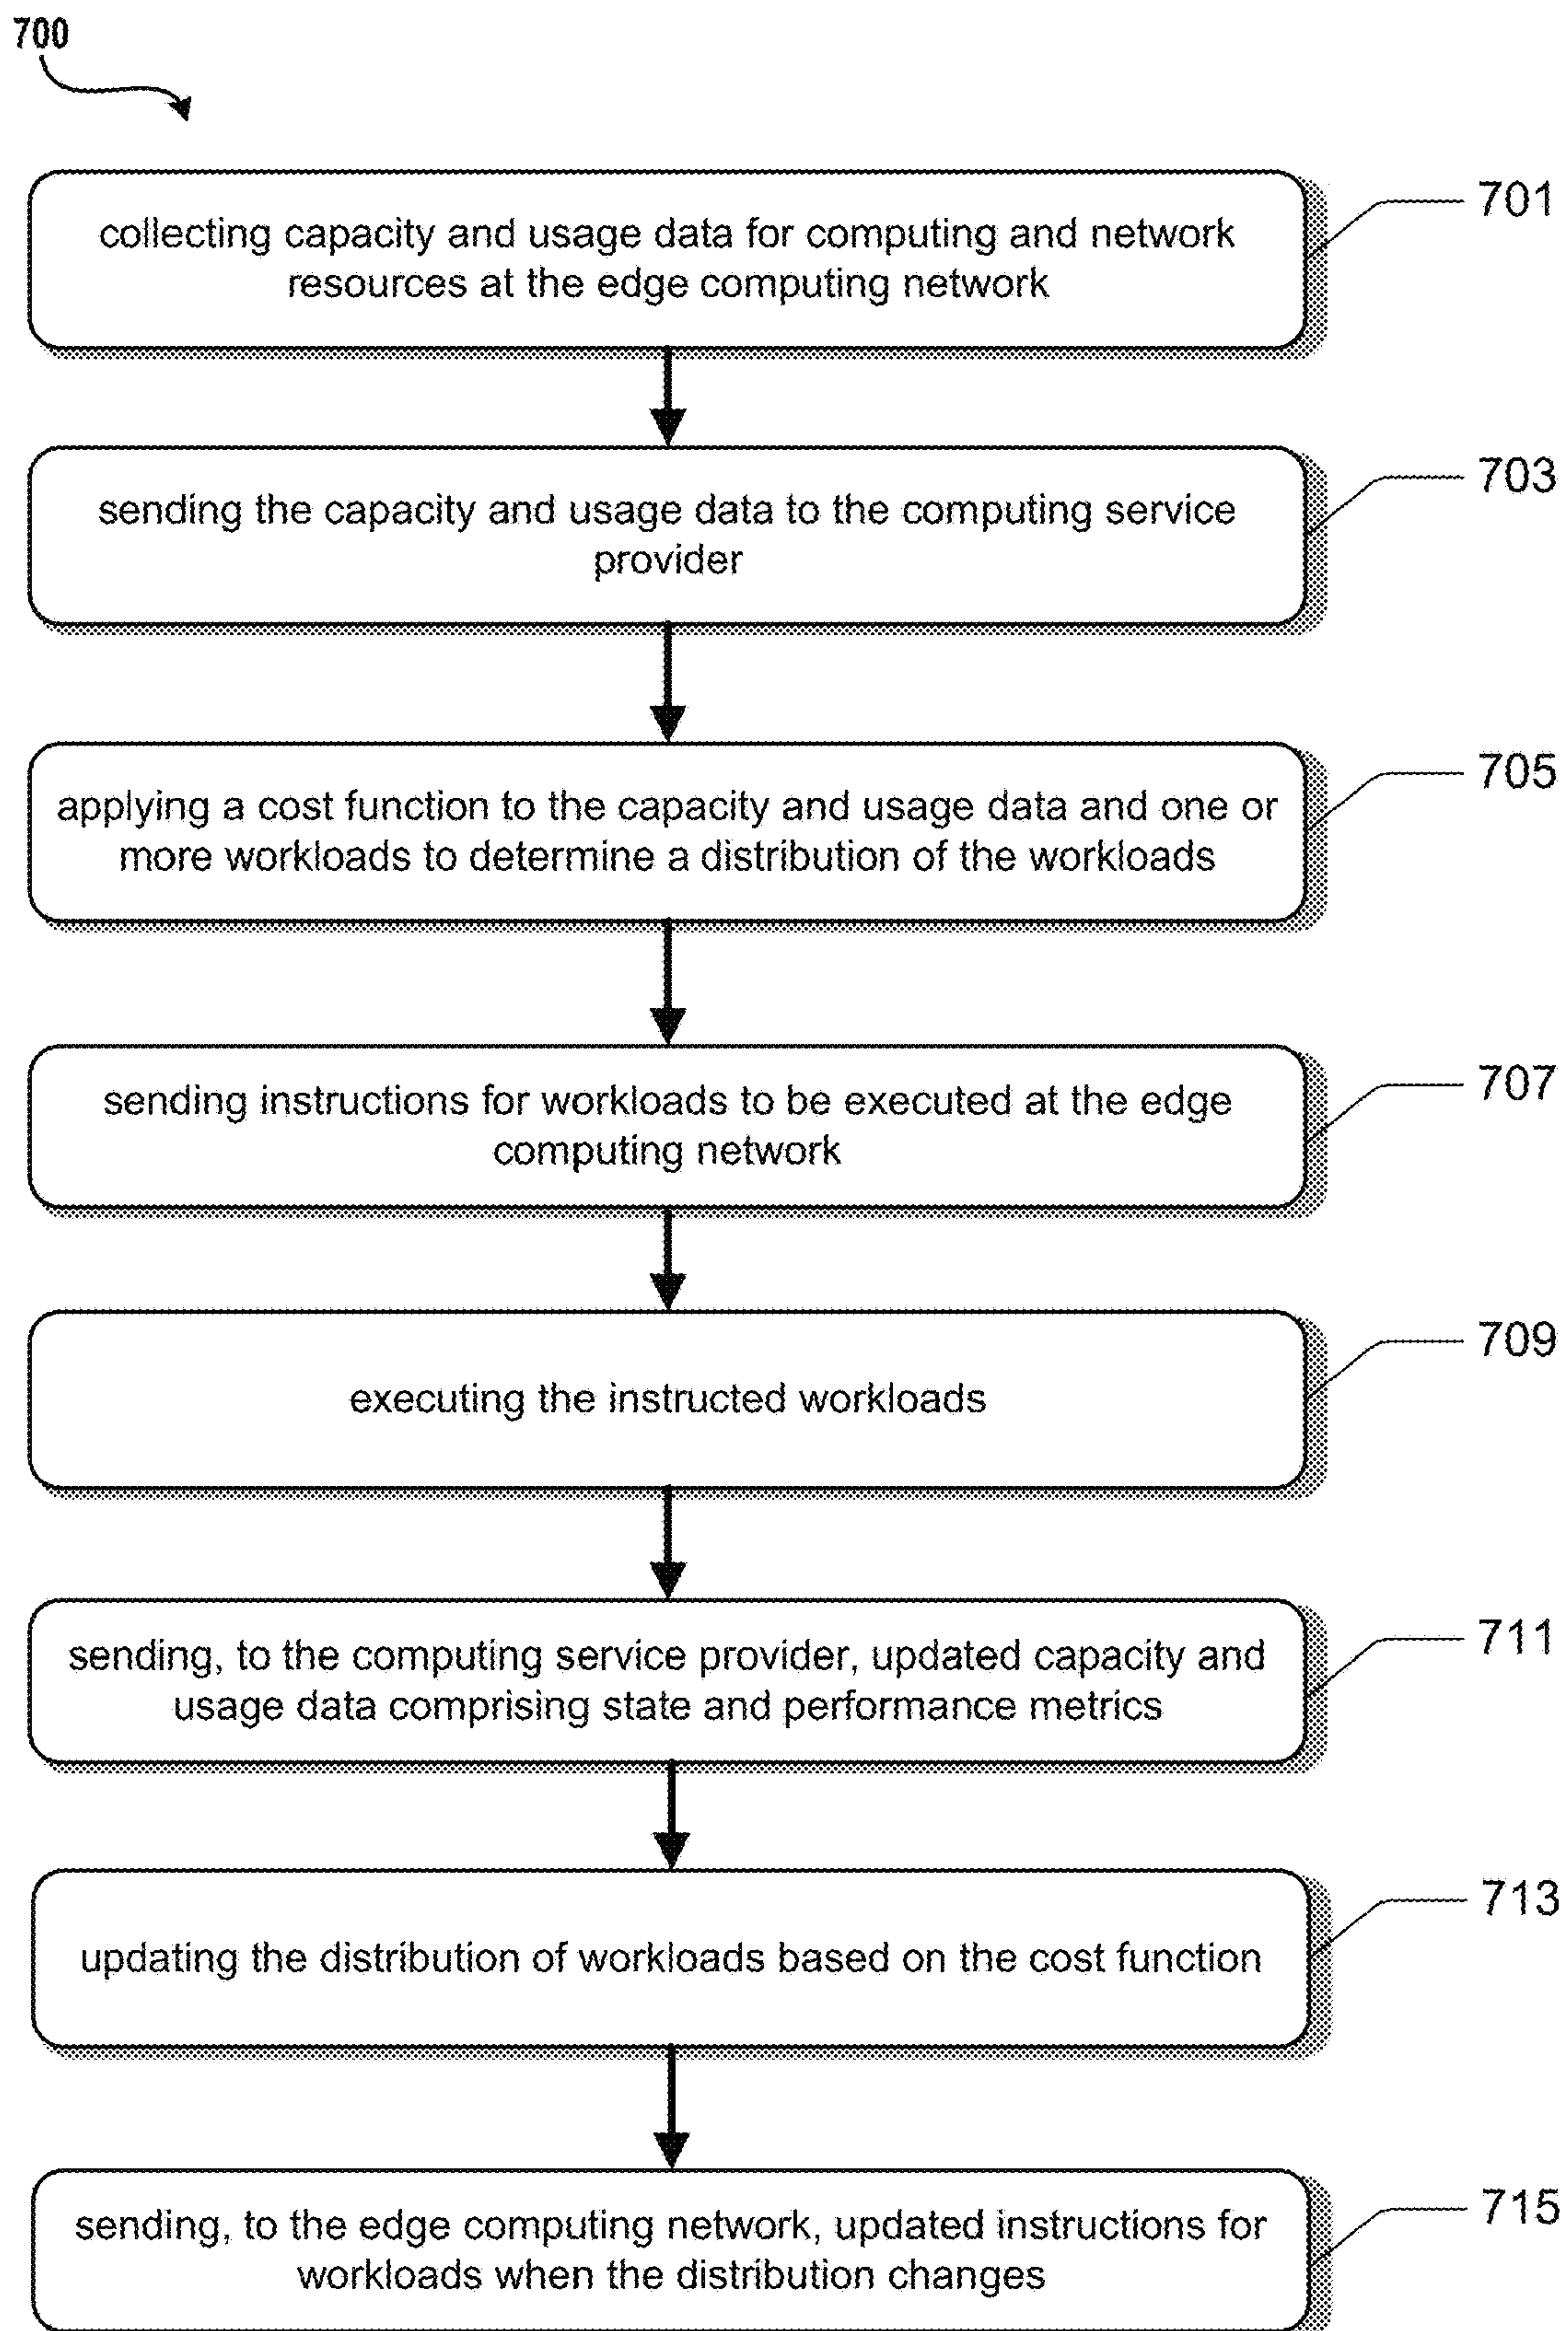 700
collecting capacity and usage data for computing and network
resources at the edge computing network
701
sending the capacity and usage data to the computing service
provider
703
applying a cost function to the capacity and usage data and one or
more workloads to determine a distribution of the workloads
705
sending instructions for workloads to be executed at the edge
computing network
707
executing the instructed workloads
709
sending, to the computing service provider, updated capacity and
usage data comprising state and performance metrics
711
updating the distribution of workloads based on the cost function
713
sending, to the edge computing network, updated instructions for
workloads when the distribution changes
715